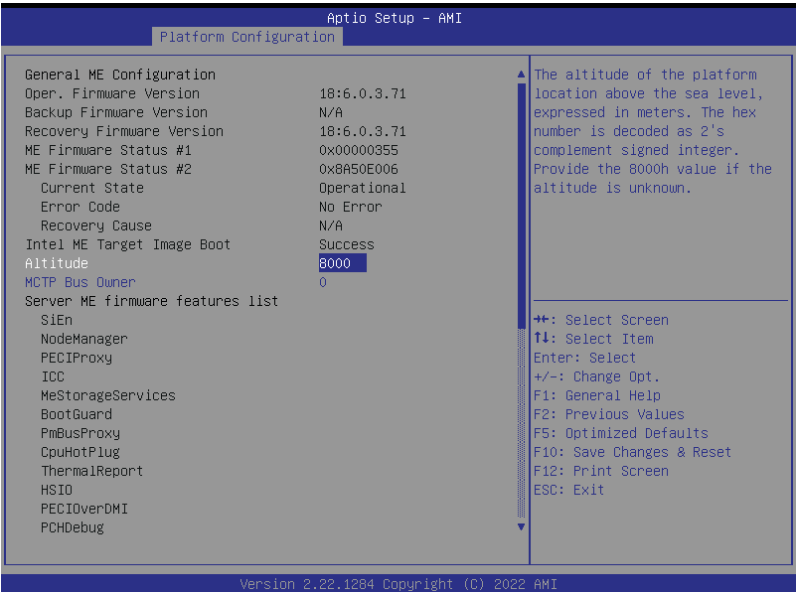 Aptio Setup – AMI
Platform Configuration
General ME Configuration
Oper. Firmware Version 18:6.0.3.71
Backup Firmware Version N/A
Recovery Firmware Version 18:6.0.3.71
ME Firmware Status #1 0x00000355
ME Firmware Status #2 0x8A50E006
Current State Operational
Error Code No Error
Recovery Cause N/A
Intel ME Target Image Boot Success
Altitude 8000
MCTP Bus Owner 0
Server ME firmware features list
SiEn
NodeManager
PECIProxy
ICC
MeStorageServices
BootGuard
PmBusProxy
CpuHotPlug
ThermalReport
HSIO
PECIOverDMI
PCHDebug
The altitude of the platform
location above the sea level,
expressed in meters. The hex
number is decoded as 2's
complement signed integer.
Provide the 8000h value if the
altitude is unknown.
→←: Select Screen
↑↓: Select Item
Enter: Select
+/-: Change Opt.
F1: General Help
F2: Previous Values
F5: Optimized Defaults
F10: Save Changes & Reset
F12: Print Screen
ESC: Exit
Version 2.22.1284 Copyright (C) 2022 AMI